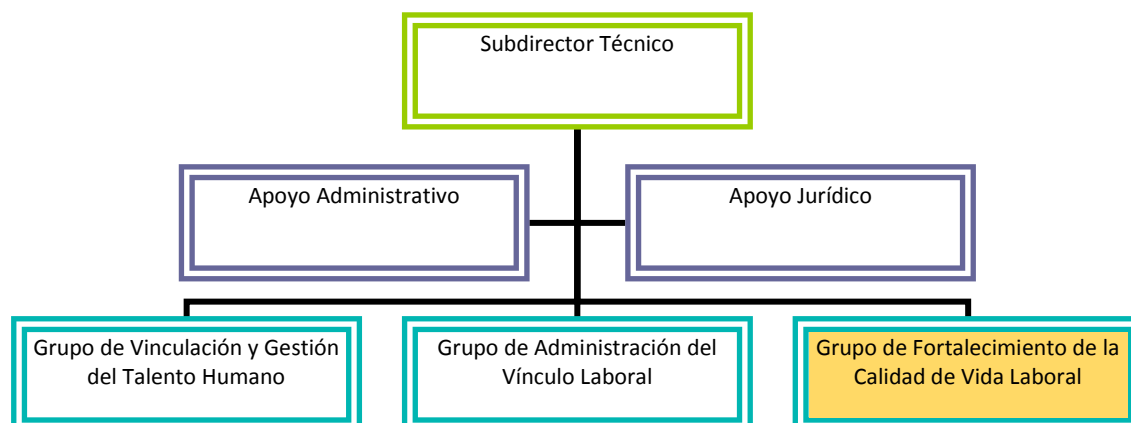 Subdirector Técnico
Apoyo Administrativo
Apoyo Jurídico
Grupo de Vinculación y Gestión
del Talento Humano
Grupo de Administración del
Vínculo Laboral
Grupo de Fortalecimiento de la
Calidad de Vida Laboral